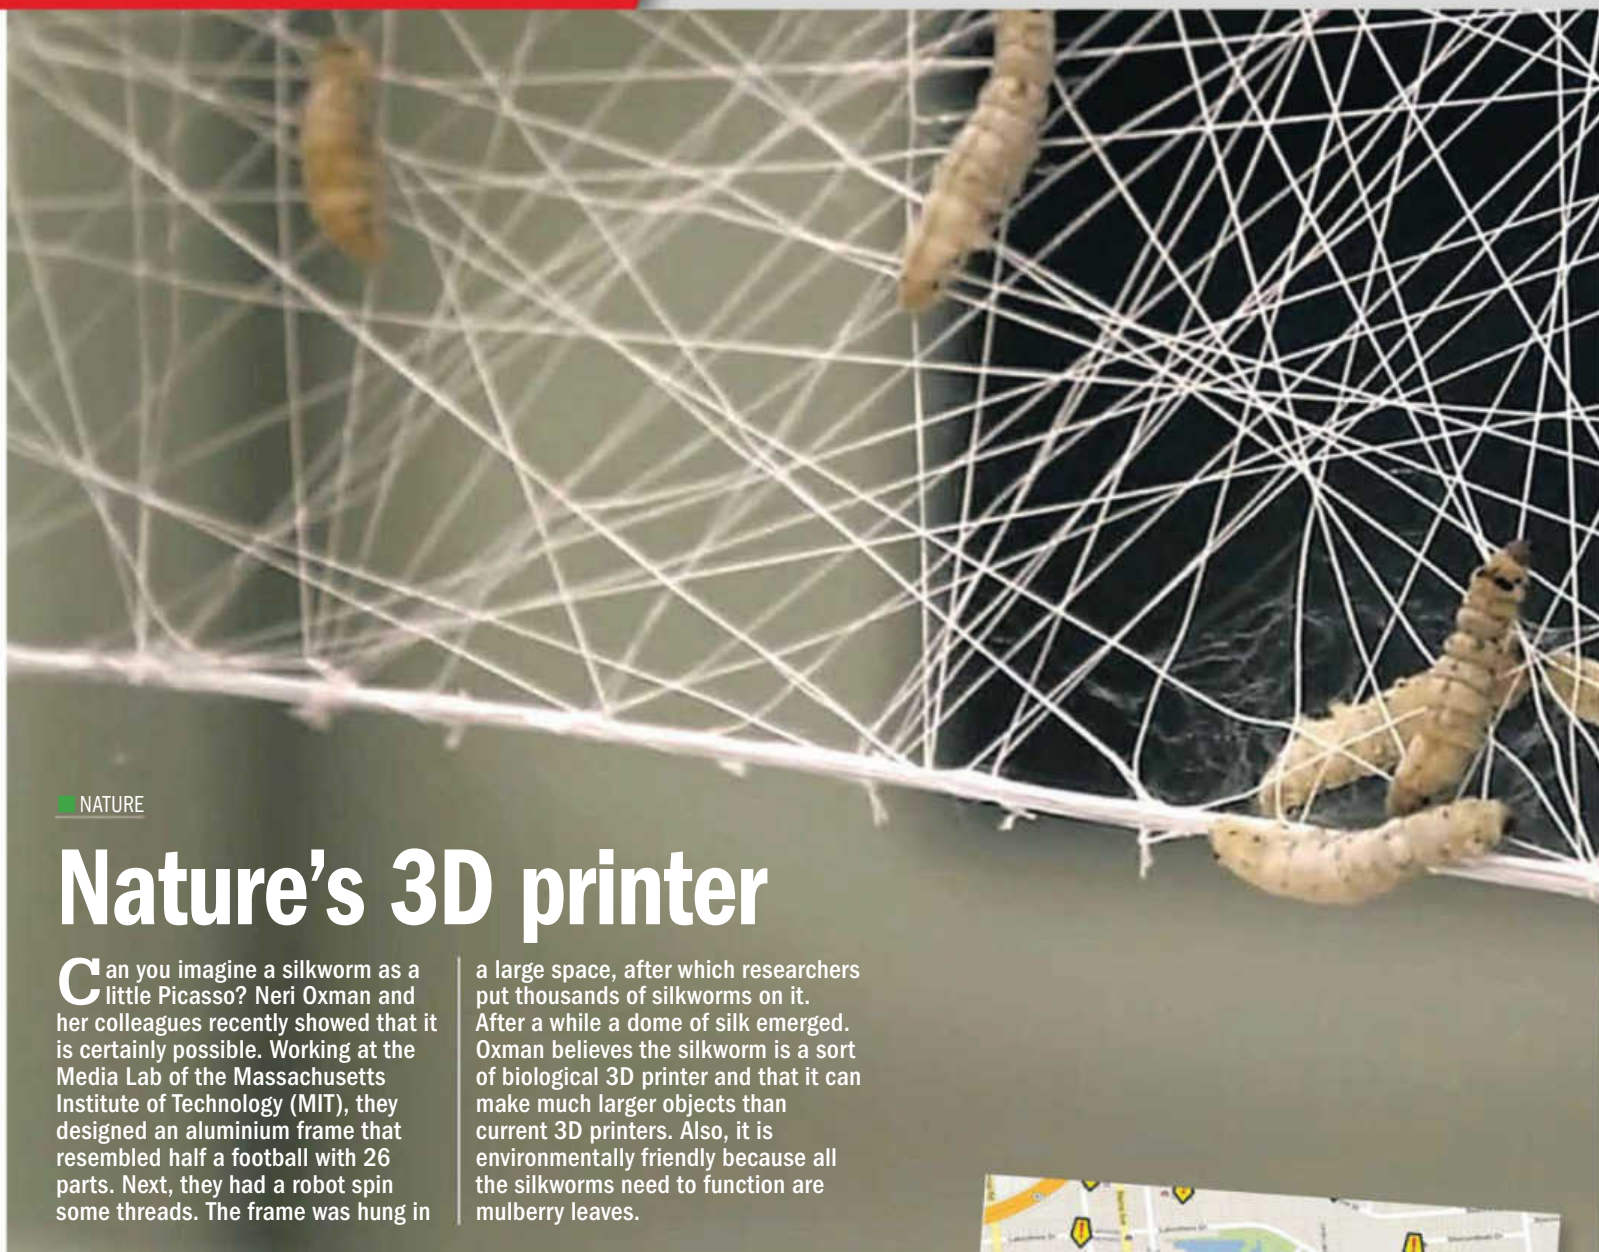 NATURE
Nature's 3D printer
Can you imagine a silkworm as a
little Picasso? Neri Oxman and
her colleagues recently showed that it
is certainly possible. Working at the
Media Lab of the Massachusetts
Institute of Technology (MIT), they
designed an aluminium frame that
resembled half a football with 26
parts. Next, they had a robot spin
some threads. The frame was hung in
a large space, after which researchers
put thousands of silkworms on it.
After a while a dome of silk emerged.
Oxman believes the silkworm is a sort
of biological 3D printer and that it can
make much larger objects than
current 3D printers. Also, it is
environmentally friendly because all
the silkworms need to function are
mulberry leaves.